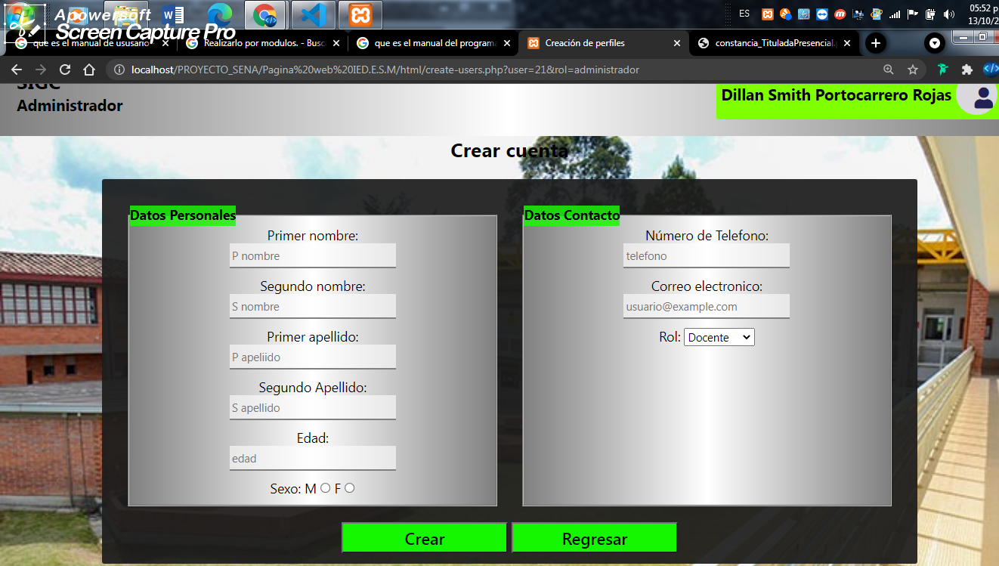 Apowersoft
Screen Capture Pro
ES
05:52 p
13/10/2
que es el manual de ususario
Realizarlo por modulos. - Busc
que es el manual del programa
Creación de perfiles
constancia_TituladaPresencial.p
localhost/PROYECTO_SENA/Pagina%20web%20IED.E.S.M/html/create-users.php?user=21&rol=administrador
SIGC
Administrador
Dillan Smith Portocarrero Rojas
Crear cuenta
Datos Personales
Primer nombre:
P nombre
Segundo nombre:
S nombre
Primer apellido:
P apeliido
Segundo Apellido:
S apellido
Edad:
edad
Sexo: M F
Datos Contacto
Número de Telefono:
telefono
Correo electronico:
usuario@example.com
Rol: Docente
Crear
Regresar